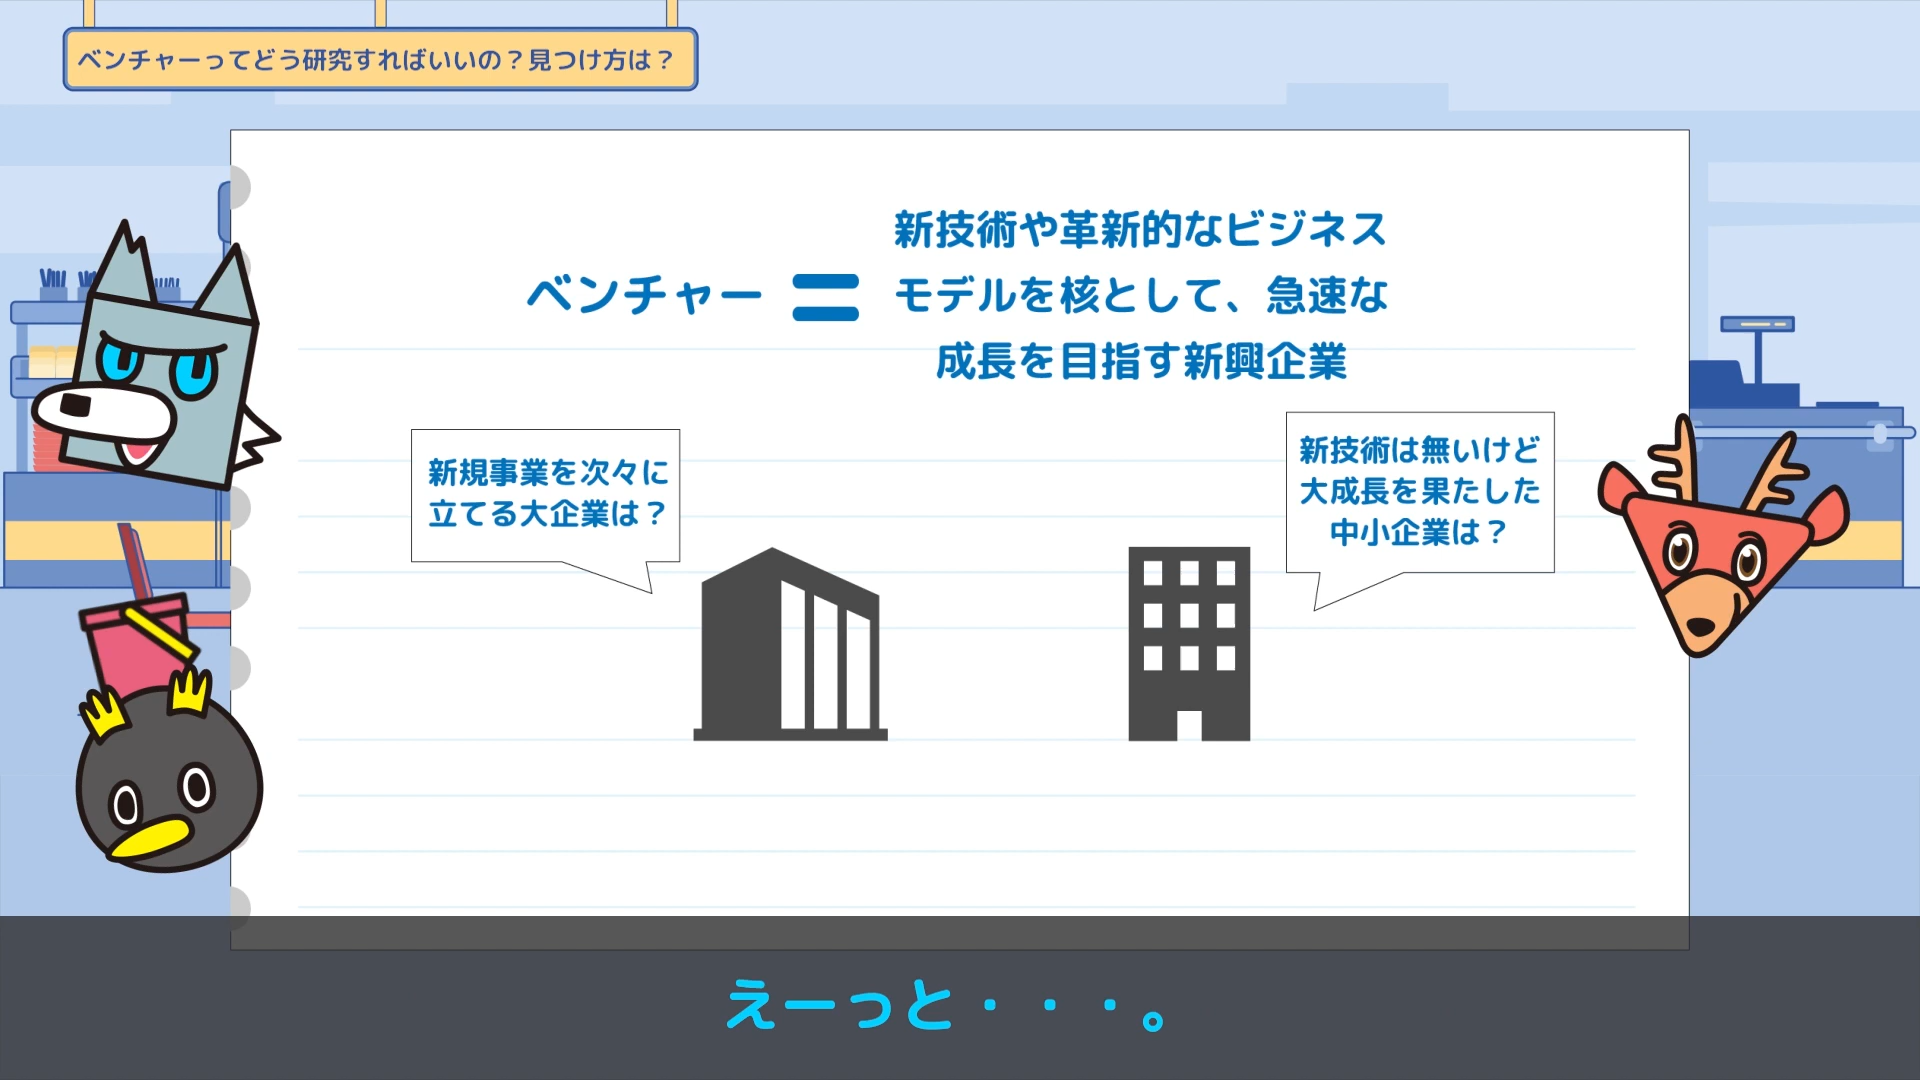 ベンチャーってどう研究すればいいの？見つけ方は？
ベンチャー＝
新技術や革新的なビジネス
モデルを核として、急速な
成長を目指す新興企業
新規事業を次々に
立てる大企業は？
新技術は無いけど
大成長を果たした
中小企業は？
えーっと・・・。